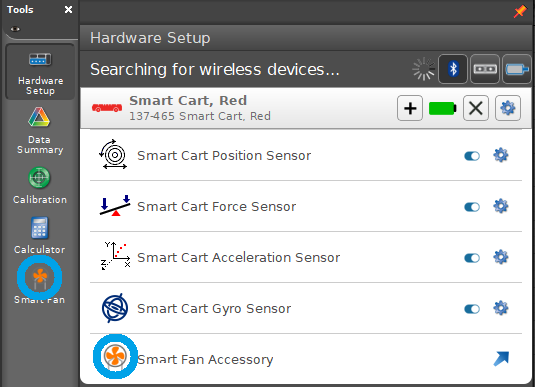 Tools
Hardware Setup
Searching for wireless devices...
Hardware
Setup
Smart Cart, Red
137-465 Smart Cart, Red
Data
Summary
Smart Cart Position Sensor
Calibration
Smart Cart Force Sensor
Calculator
Smart Cart Acceleration Sensor
Smart Fan
Smart Cart Gyro Sensor
Smart Fan Accessory
Y
X
Z